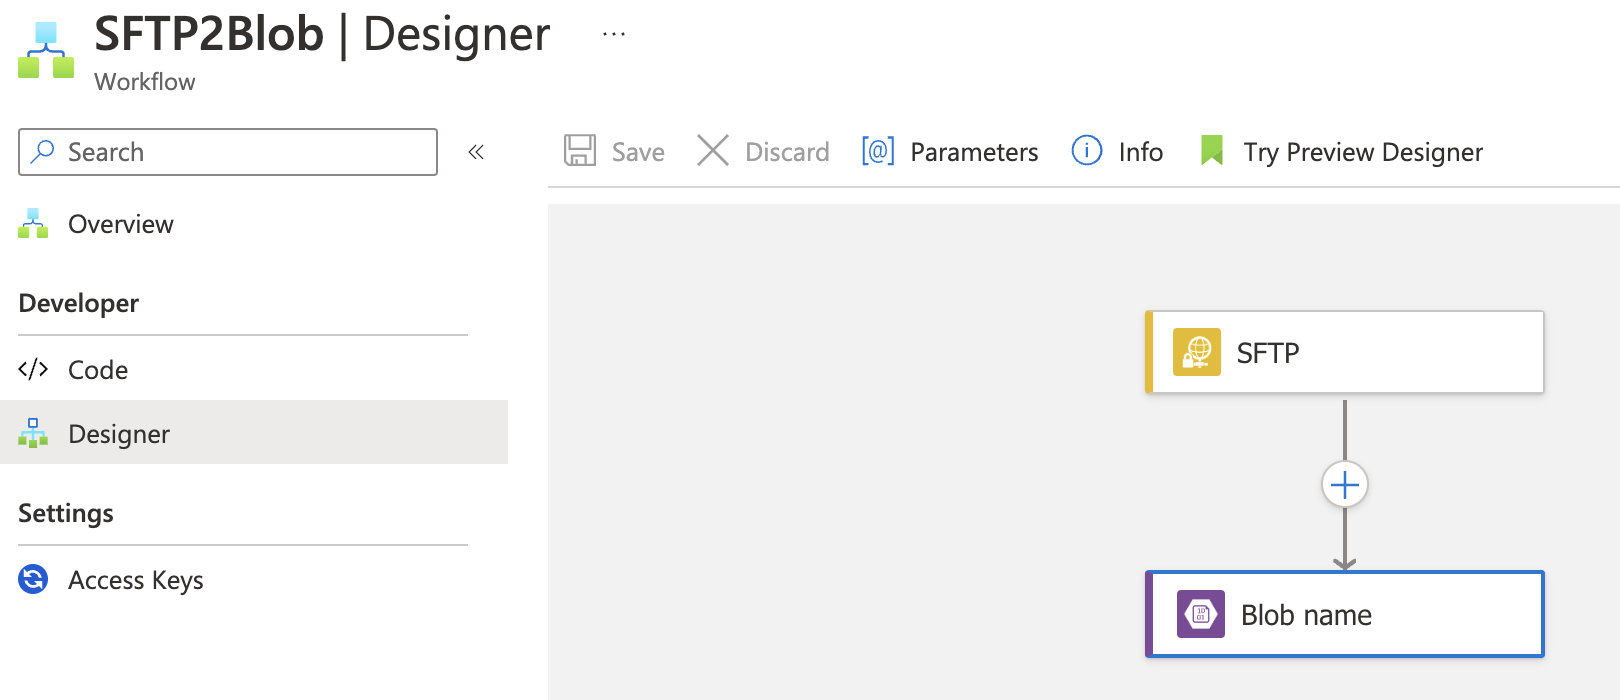 SFTP2Blob | Designer ...
Workflow
Search «
Save Discard [@] Parameters Info Try Preview Designer
Overview
Developer
</> Code
Designer
Settings
Access Keys
SFTP
Blob name